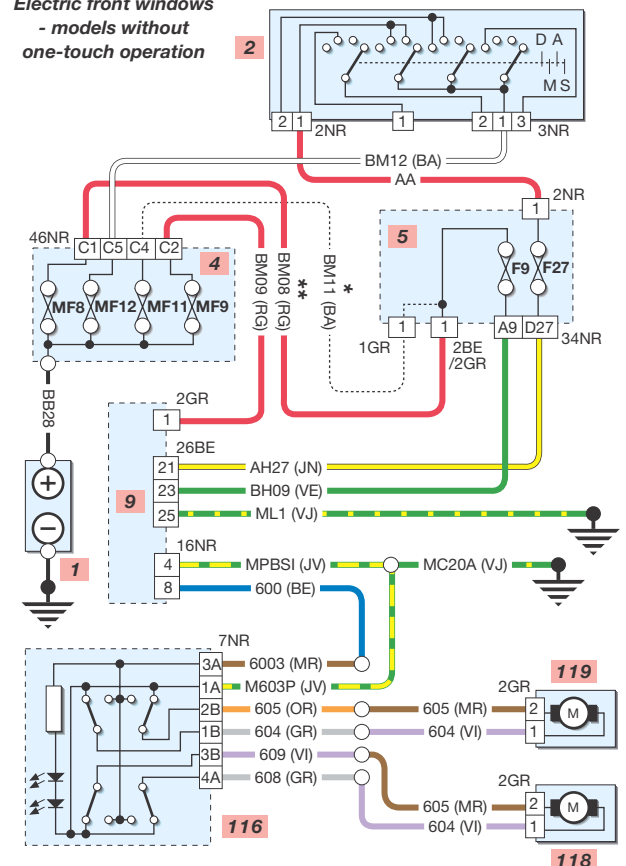 Electric front windows
- models without
one-touch operation
2
D A
M S
2 1
2NR
1
2 1 3
3NR
BM12 (BA)
AA
2NR
1
5
F9
F27
A9 D27
34NR
1
1GR
1
2BE
/2GR
46NR
C1 C5 C4 C2
4
MF8 MF12 MF11 MF9
BM09 (RG)
BM08 (RG)
**
BM11 (BA)
*
BB28
+
−
1
2GR
1
26BE
21 AH27 (JN)
23 BH09 (VE)
25 ML1 (VJ)
9
16NR
4 MPBSI (JV) MC20A (VJ)
8 600 (BE)
7NR
3A 6003 (MR)
1A M603P (JV)
2B 605 (OR) 605 (MR)
1B 604 (GR) 604 (VI)
3B 609 (VI)
4A 608 (GR)
116
119
2GR
2
1
M
605 (MR)
604 (VI)
2GR
2
1
M
118